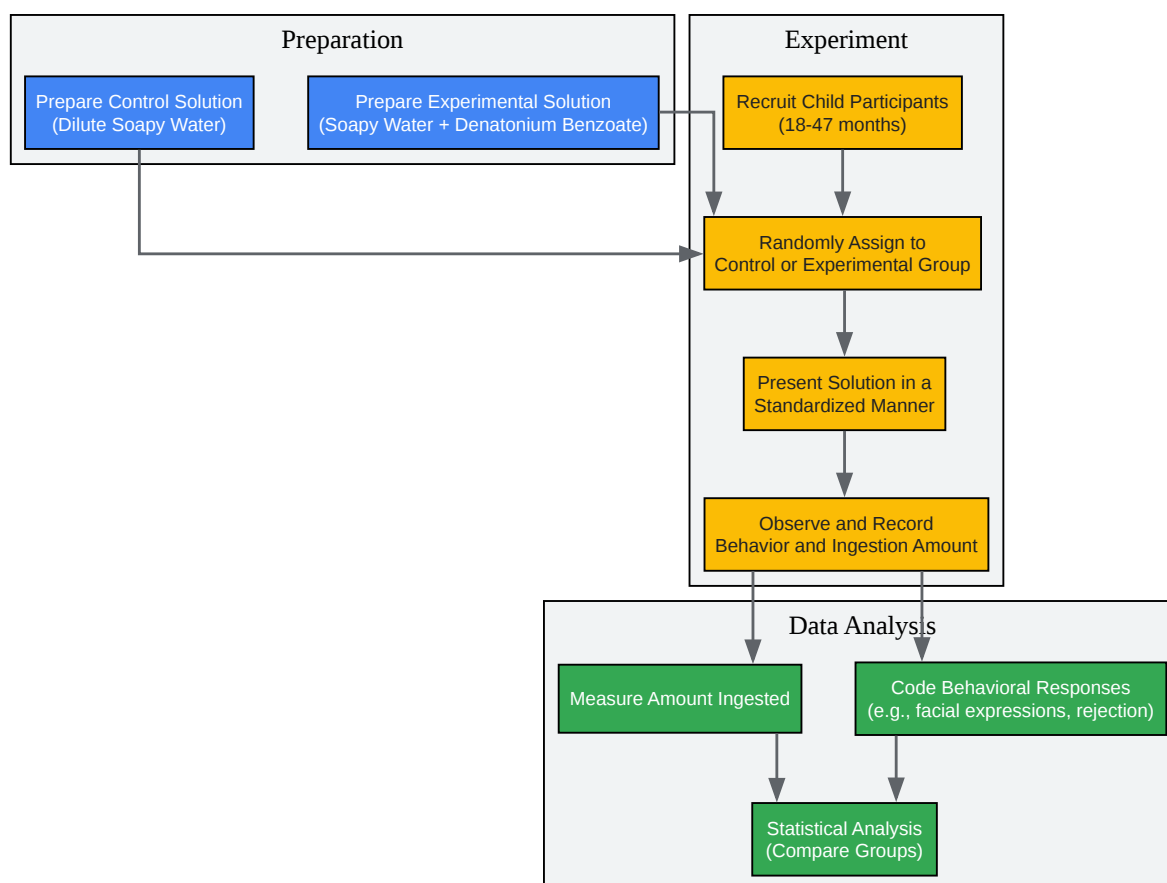 Preparation
Prepare Control Solution
(Dilute Soapy Water)
Prepare Experimental Solution
(Soapy Water + Denatonium Benzoate)
Experiment
Recruit Child Participants
(18-47 months)
Randomly Assign to
Control or Experimental Group
Present Solution in a
Standardized Manner
Observe and Record
Behavior and Ingestion Amount
Data Analysis
Measure Amount Ingested
Code Behavioral Responses
(e.g., facial expressions, rejection)
Statistical Analysis
(Compare Groups)